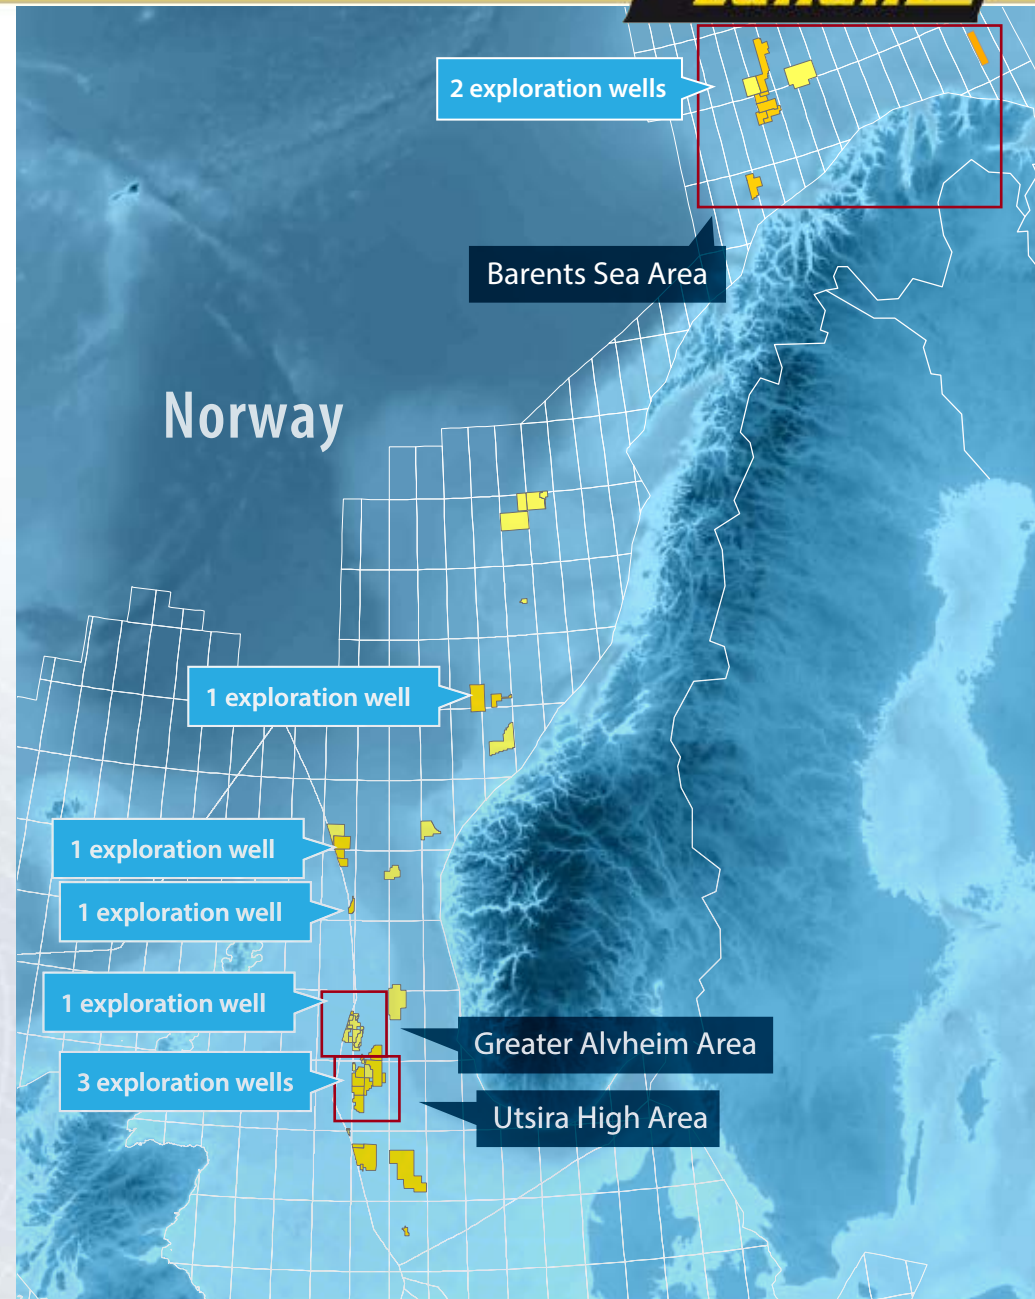 2 exploration wells
Barents Sea Area
Norway
1 exploration well
1 exploration well
1 exploration well
1 exploration well
Greater Alvheim Area
3 exploration wells
Utsira High Area